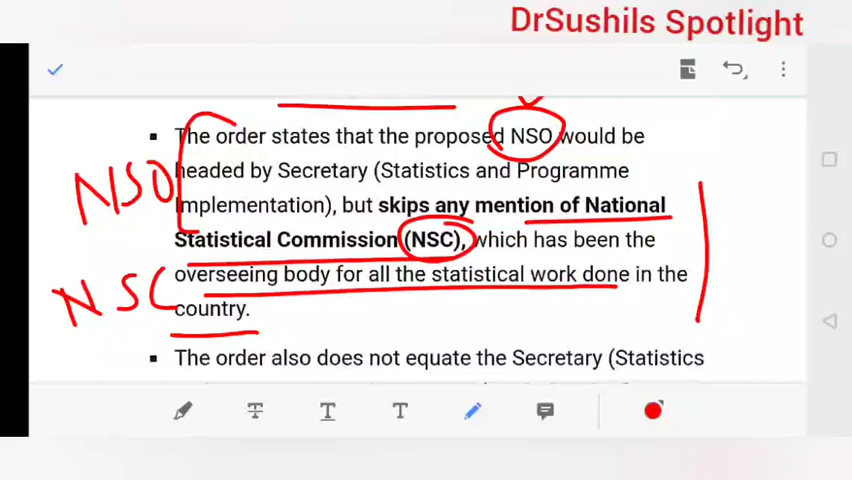 DrSushils Spotlight
▪ The order states that the proposed NSO would be
headed by Secretary (Statistics and Programme
Implementation), but skips any mention of National
Statistical Commission (NSC), which has been the
overseeing body for all the statistical work done in the
country.
NSO
NSC
▪ The order also does not equate the Secretary (Statistics